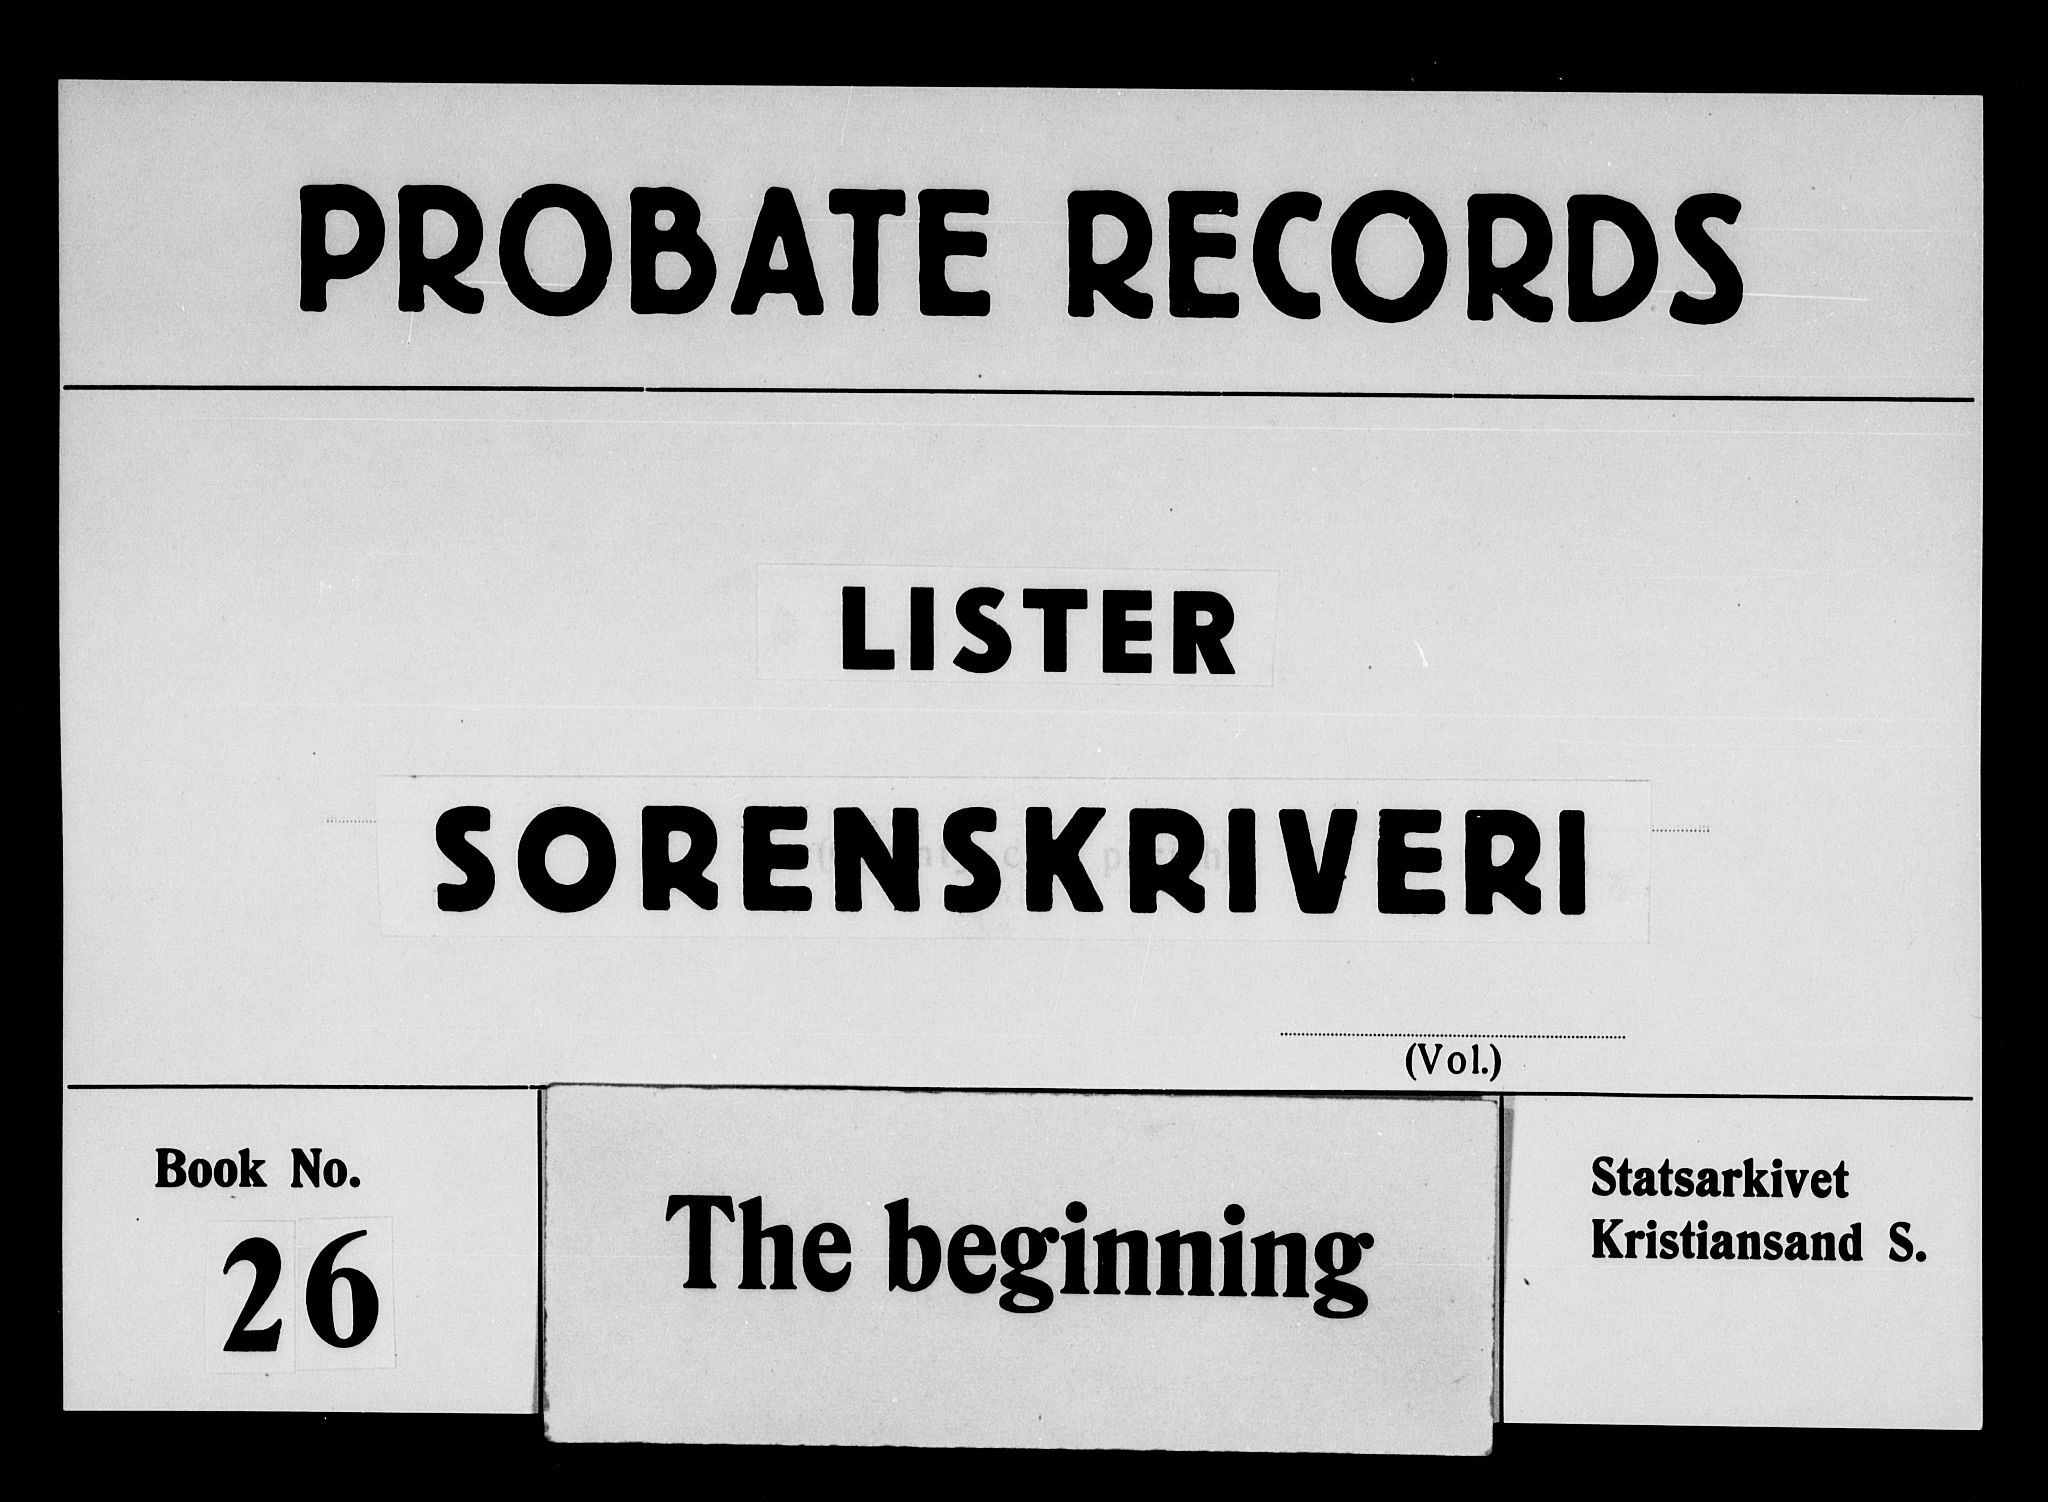 PROBATE RECORDS
LISTER
SORENSKRIVERI
(Vol.)
Book No.
26
The beginning
Statsarkivet
Kristiansand S.